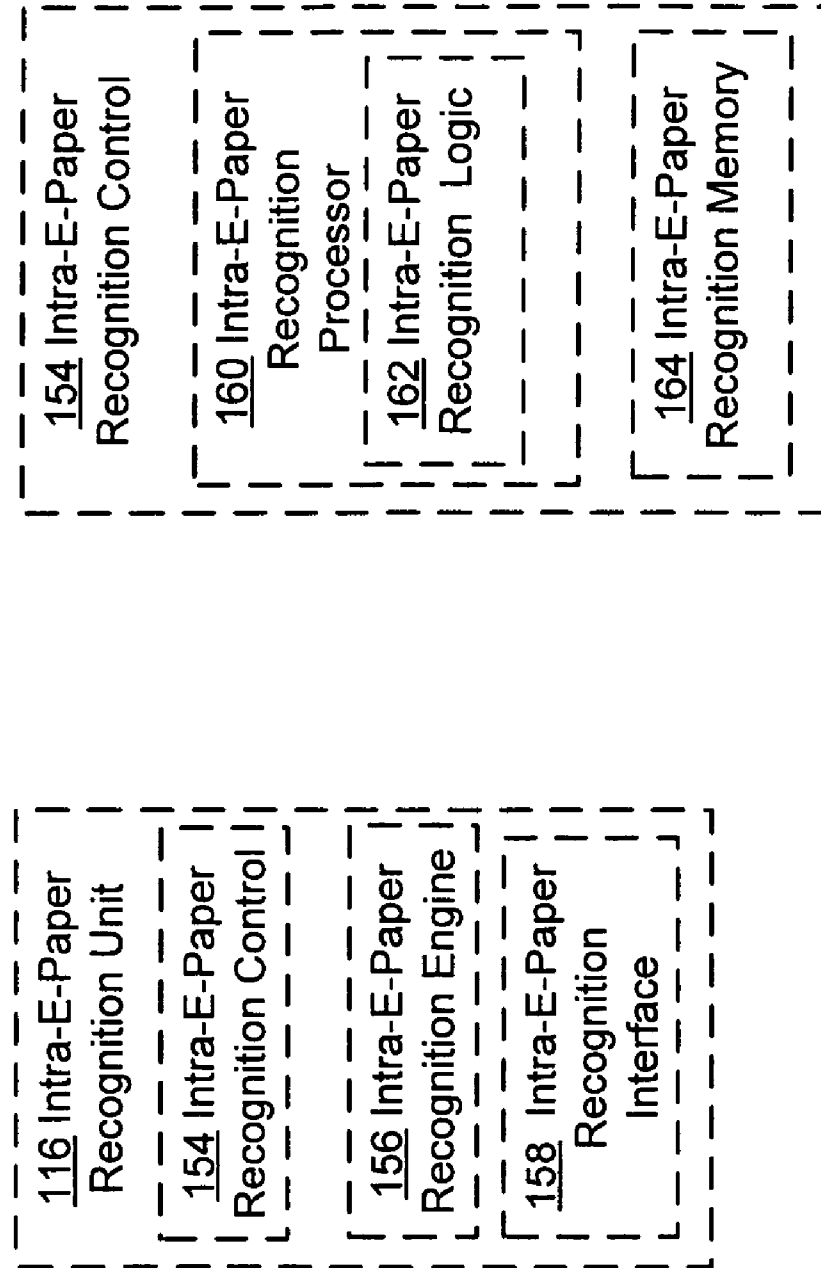 116 Intra-E-Paper
Recognition Unit
154 Intra-E-Paper
Recognition Control
156 Intra-E-Paper
Recognition Engine
158 Intra-E-Paper
Recognition
Interface
154 Intra-E-Paper
Recognition Control
160 Intra-E-Paper
Recognition
Processor
162 Intra-E-Paper
Recognition Logic
164 Intra-E-Paper
Recognition Memory